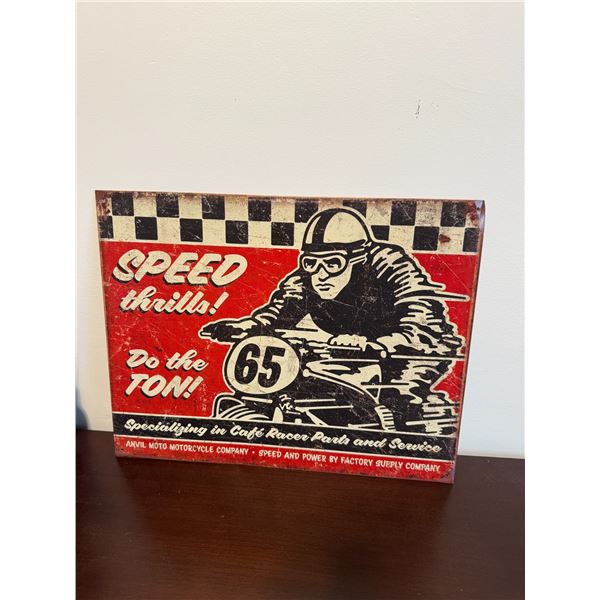 SPEED
thrills!
Do the
TON!
65
Specializing in Café Racer Parts and Service
ANVIL MOTO MOTORCYCLE COMPANY • SPEED AND POWER BY FACTORY SUPPLY COMPANY